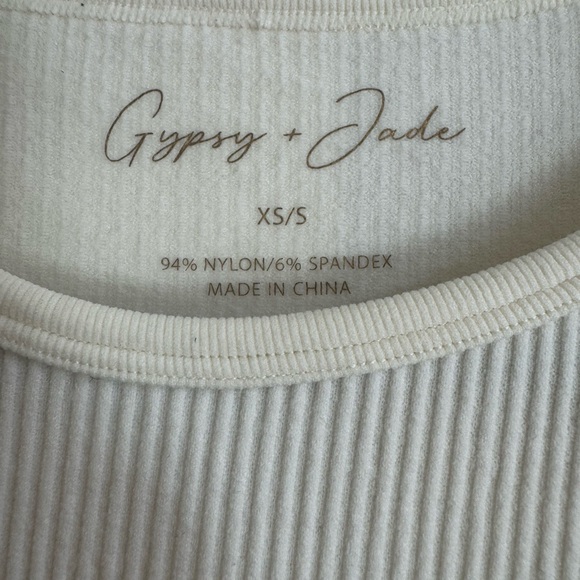 Gypsy + Jade
XS/S
94% NYLON/6% SPANDEX
MADE IN CHINA